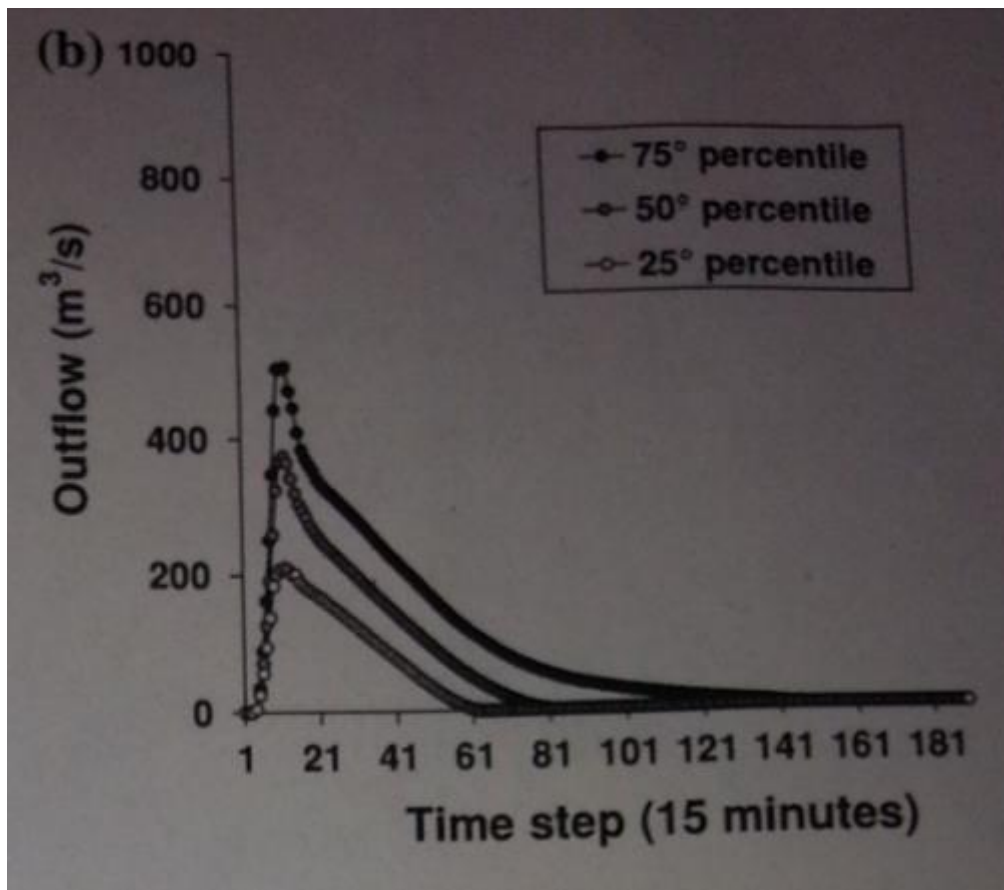 (b)
1000
800
600
400
200
0
Outflow (m³/s)
75° percentile
50° percentile
25° percentile
1 21 41 61 81 101 121 141 161 181
Time step (15 minutes)